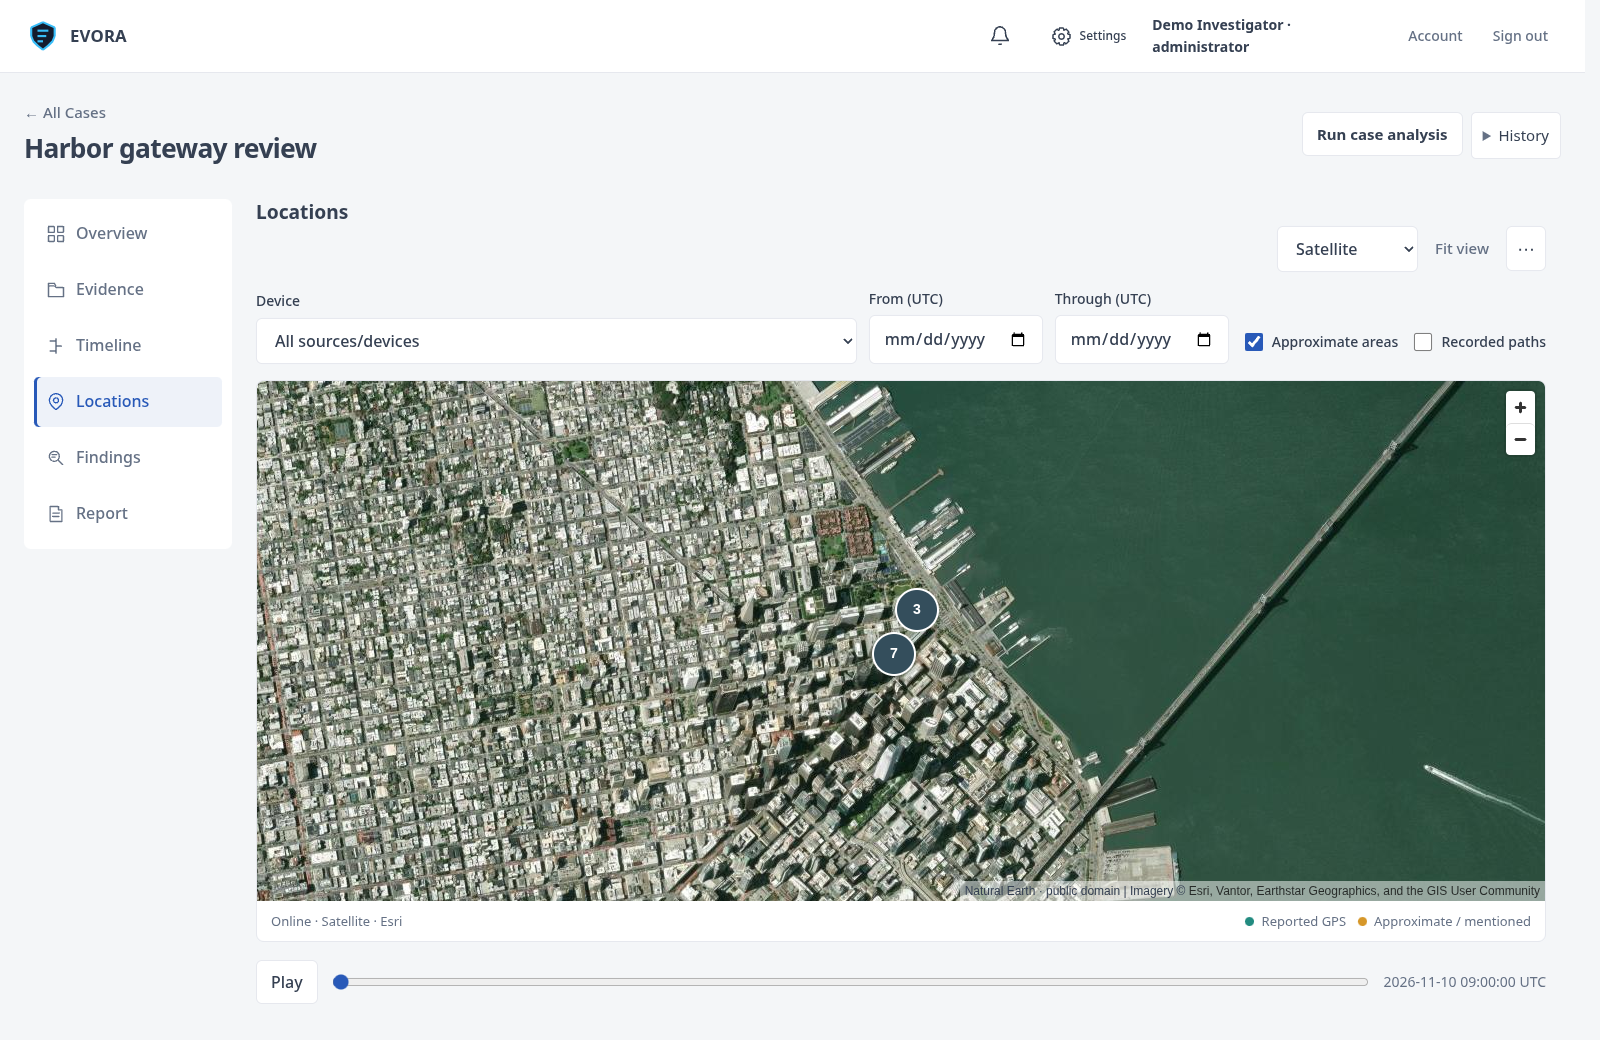 EVORA
Settings
Demo Investigator ·
administrator
Account
Sign out
← All Cases
Harbor gateway review
Run case analysis
▶ History
Overview
Evidence
Timeline
Locations
Findings
Report
Locations
Satellite
Fit view
···
Device
From (UTC)
Through (UTC)
All sources/devices
mm/dd/yyyy
mm/dd/yyyy
Approximate areas
Recorded paths
+
−
3
7
Natural Earth · public domain | Imagery © Esri, Vantor, Earthstar Geographics, and the GIS User Community
Online · Satellite · Esri
Reported GPS
Approximate / mentioned
Play
2026-11-10 09:00:00 UTC